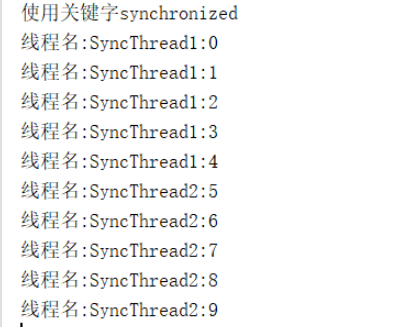 使用关键字synchronized
线程名:SyncThread1:0
线程名:SyncThread1:1
线程名:SyncThread1:2
线程名:SyncThread1:3
线程名:SyncThread1:4
线程名:SyncThread2:5
线程名:SyncThread2:6
线程名:SyncThread2:7
线程名:SyncThread2:8
线程名:SyncThread2:9